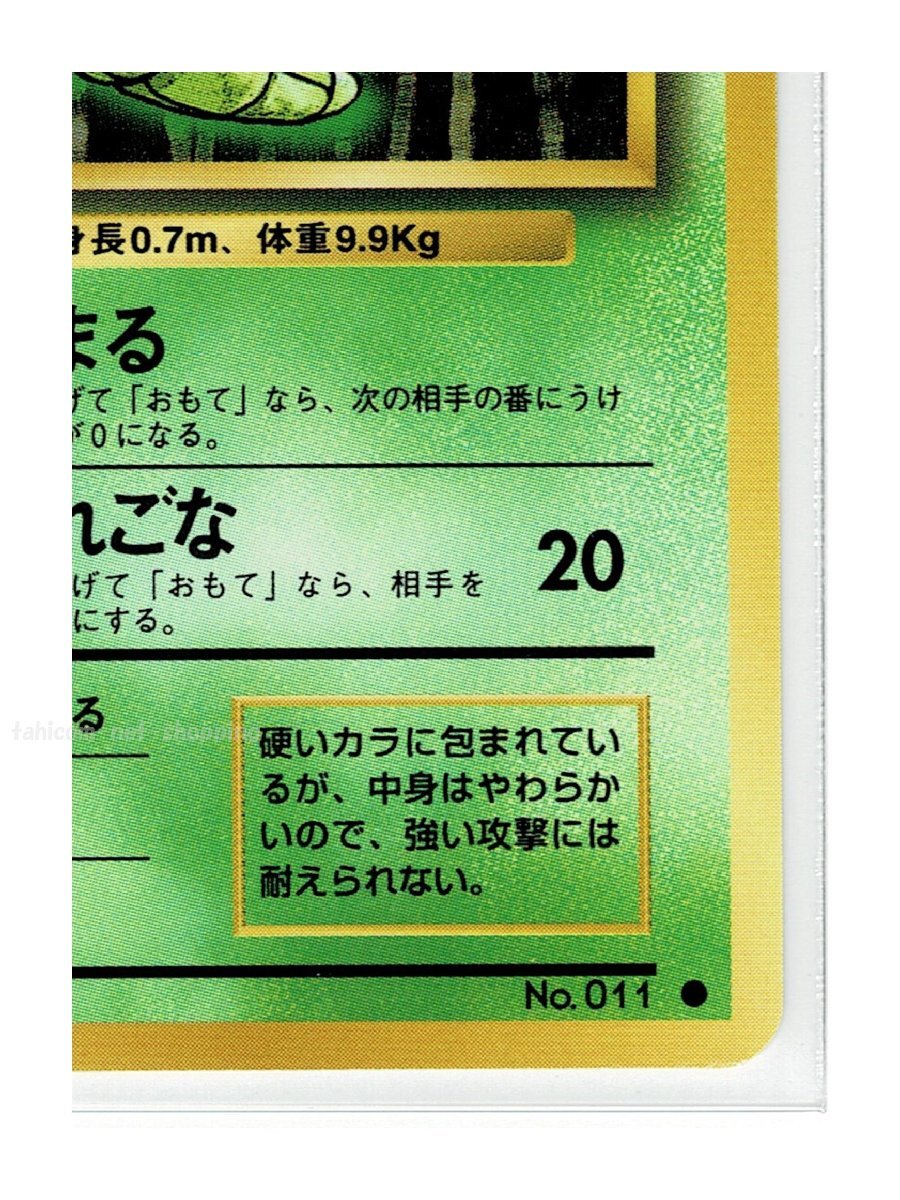 身長0.7m、体重9.9Kg
まる
げて「おもて」なら、次の相手の番にうけ
が0になる。
れごな
20
げて「おもて」なら、相手を
にする。
る
硬いカラに包まれてい
るが、中身はやわらか
いので、強い攻撃には
耐えられない。
No.011 ●